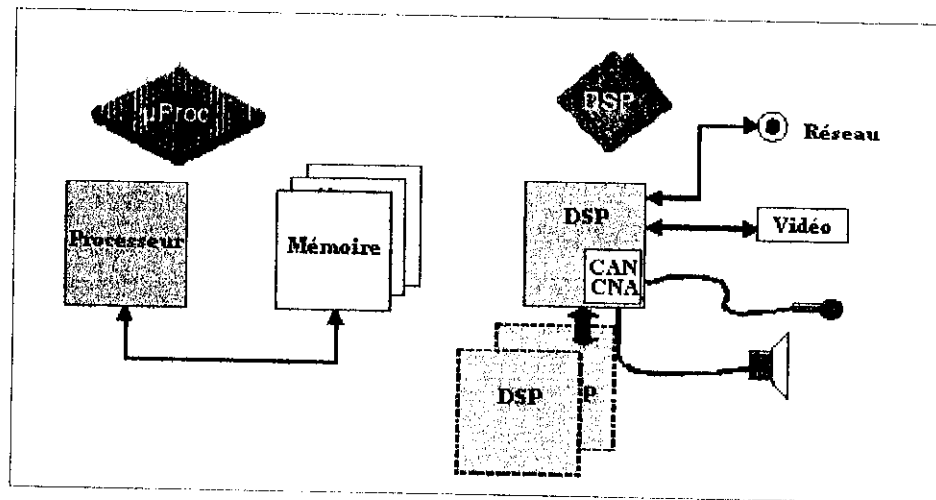 µProc
Processeur
Mémoire
DSP
Réseau
DSP
Vidéo
CAN
CNA
DSP
P